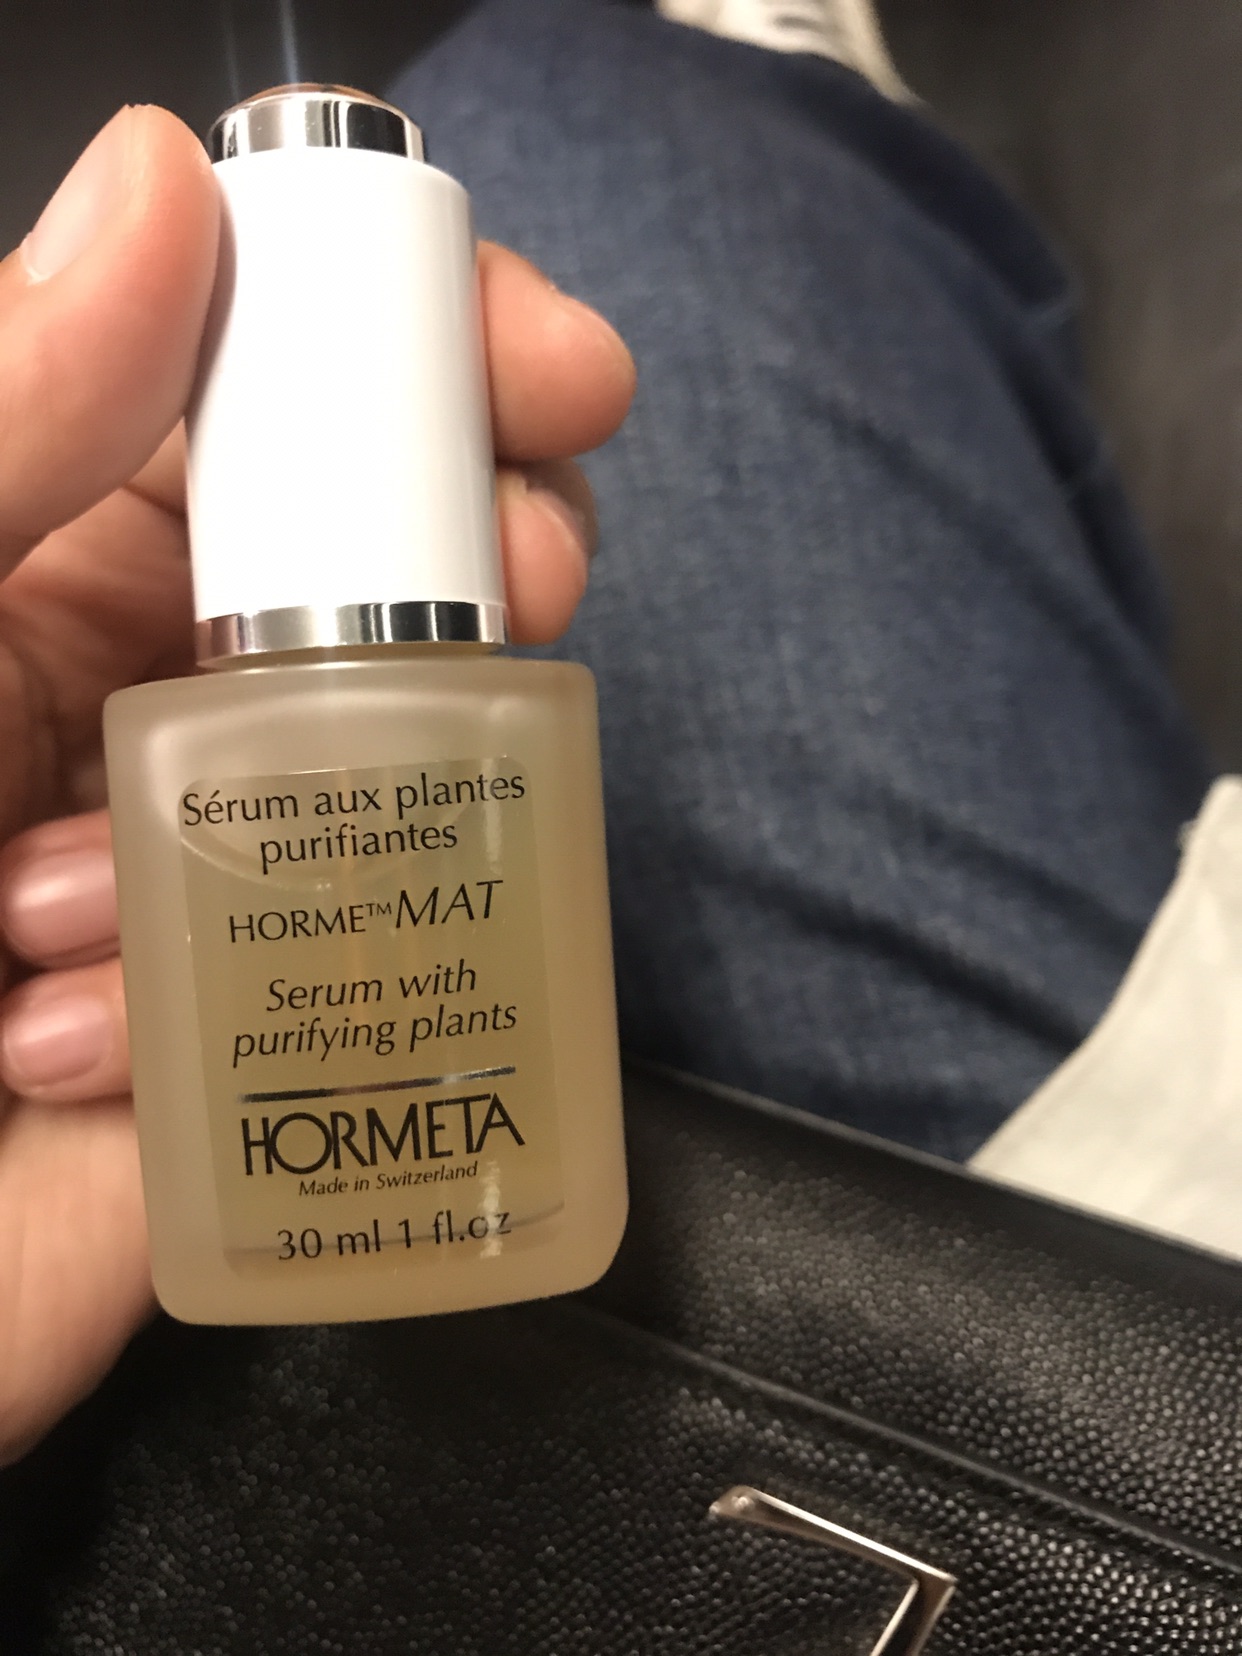 Sérum aux plantes
purifiantes
HORME™MAT
Serum with
purifying plants
HORMETA
Made in Switzerland
30 ml 1 fl.oz